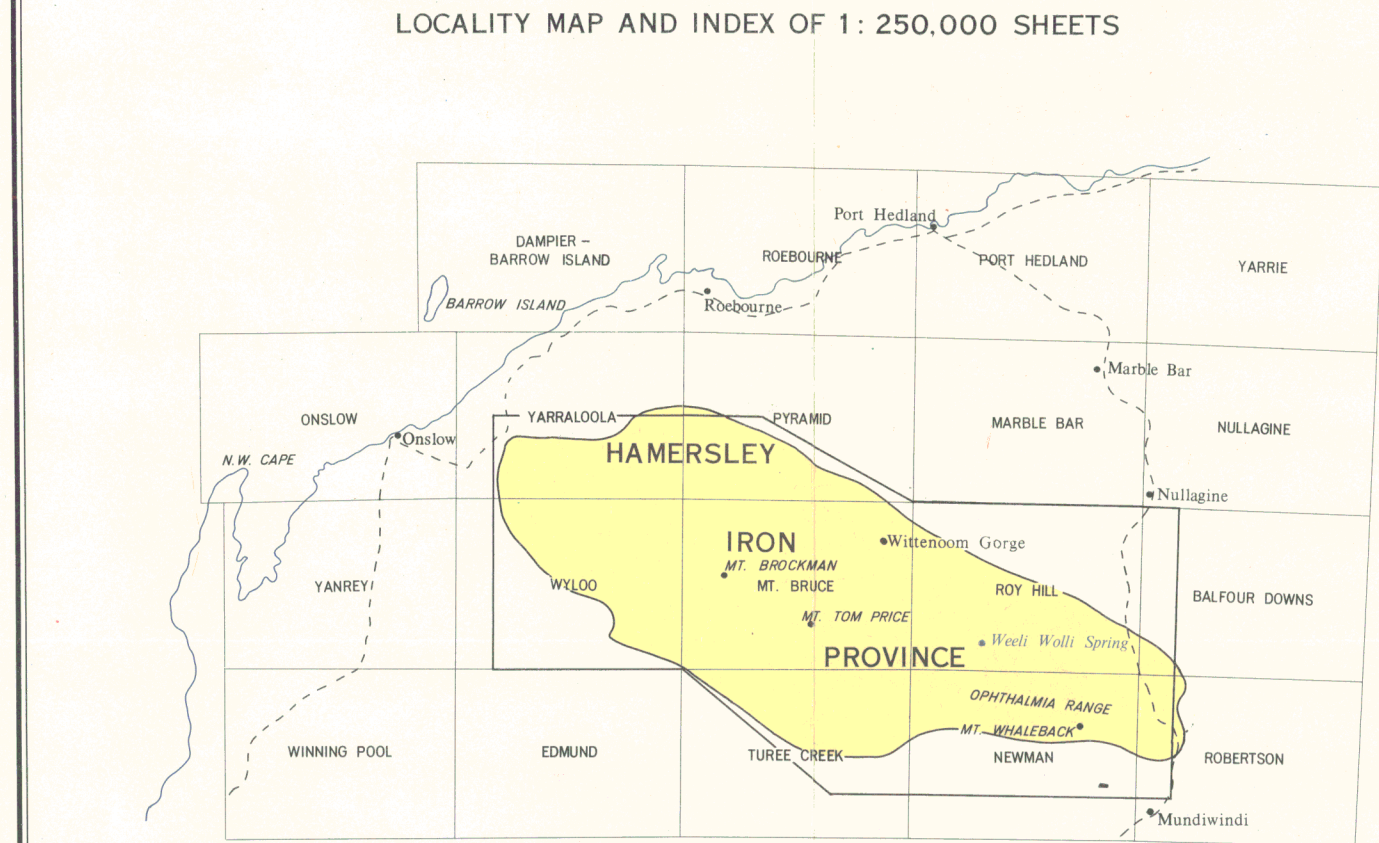 LOCALITY MAP AND INDEX OF 1: 250,000 SHEETS
Port Hedland
DAMPIER –
BARROW ISLAND
ROEBOURNE
PORT HEDLAND
YARRIE
BARROW ISLAND
Roebourne
Marble Bar
ONSLOW
Onslow
YARRALOOLA
PYRAMID
MARBLE BAR
NULLAGINE
N.W. CAPE
HAMERSLEY
Nullagine
IRON
Wittenoom Gorge
MT. BROCKMAN
YANREY
WYLOO
MT. BRUCE
ROY HILL
BALFOUR DOWNS
MT. TOM PRICE
Weeli Wolli Spring
PROVINCE
OPHTHALMIA RANGE
MT. WHALEBACK
WINNING POOL
EDMUND
TUREE CREEK
NEWMAN
ROBERTSON
Mundiwindi